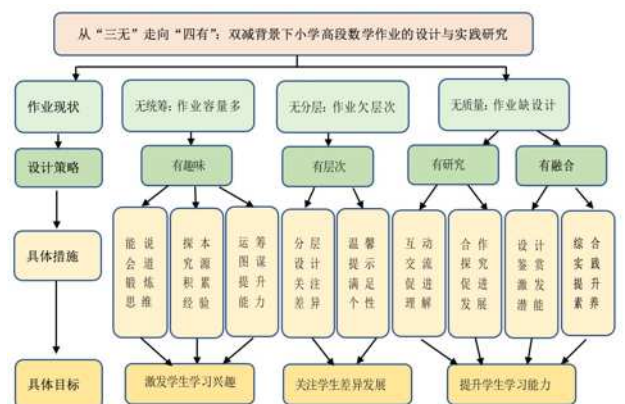 从“三无”走向“四有”：双减背景下小学高段数学作业的设计与实践研究
作业现状
无统筹：作业容量多
无分层：作业欠层次
无质量：作业缺设计
设计策略
有趣味
有层次
有研究
有融合
具体措施
能说
会道
锻炼
思维
探本
究源
积累
经验
运筹
图谋
提升
能力
分层
设计
关注
差异
温馨
提示
满足
个性
互动
交流
促进
理解
合作
探究
促进
发展
设计
鉴赏
激发
潜能
综合
实践
提升
素养
具体目标
激发学生学习兴趣
关注学生差异发展
提升学生学习能力